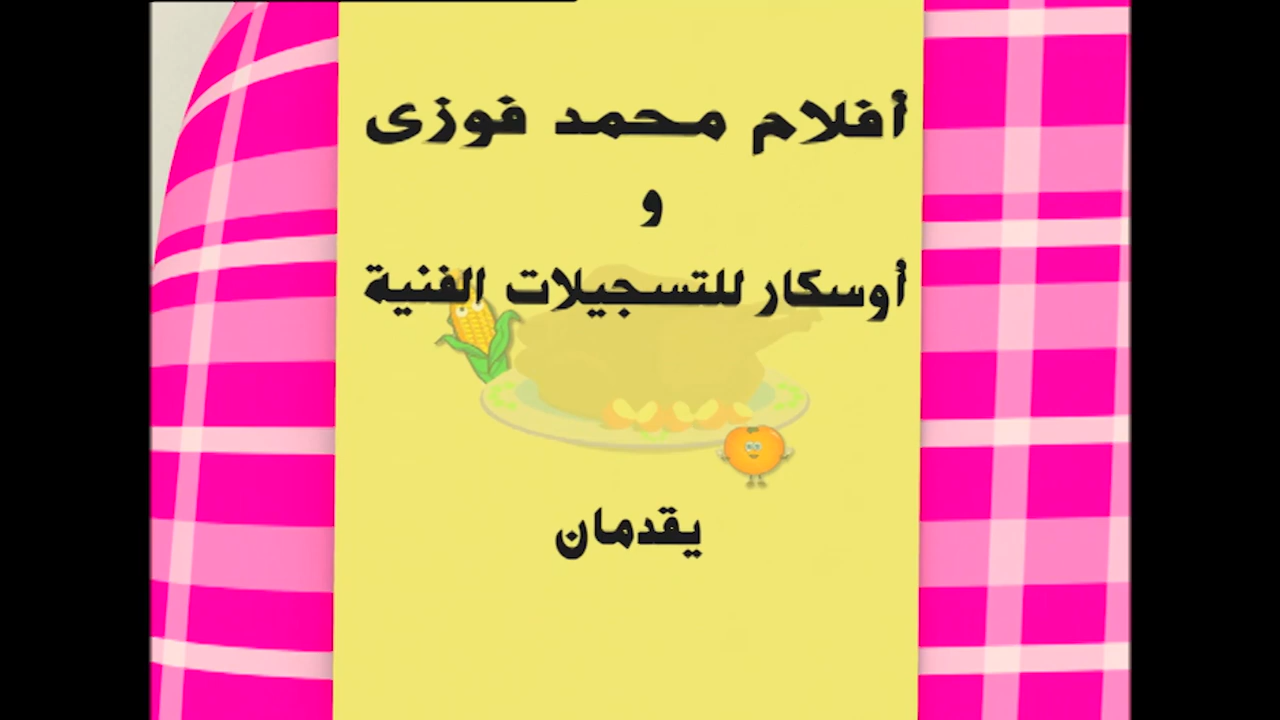 أفلام محمد فوزى
و
أوسكار للتسجيلات الفنية
يقدمان